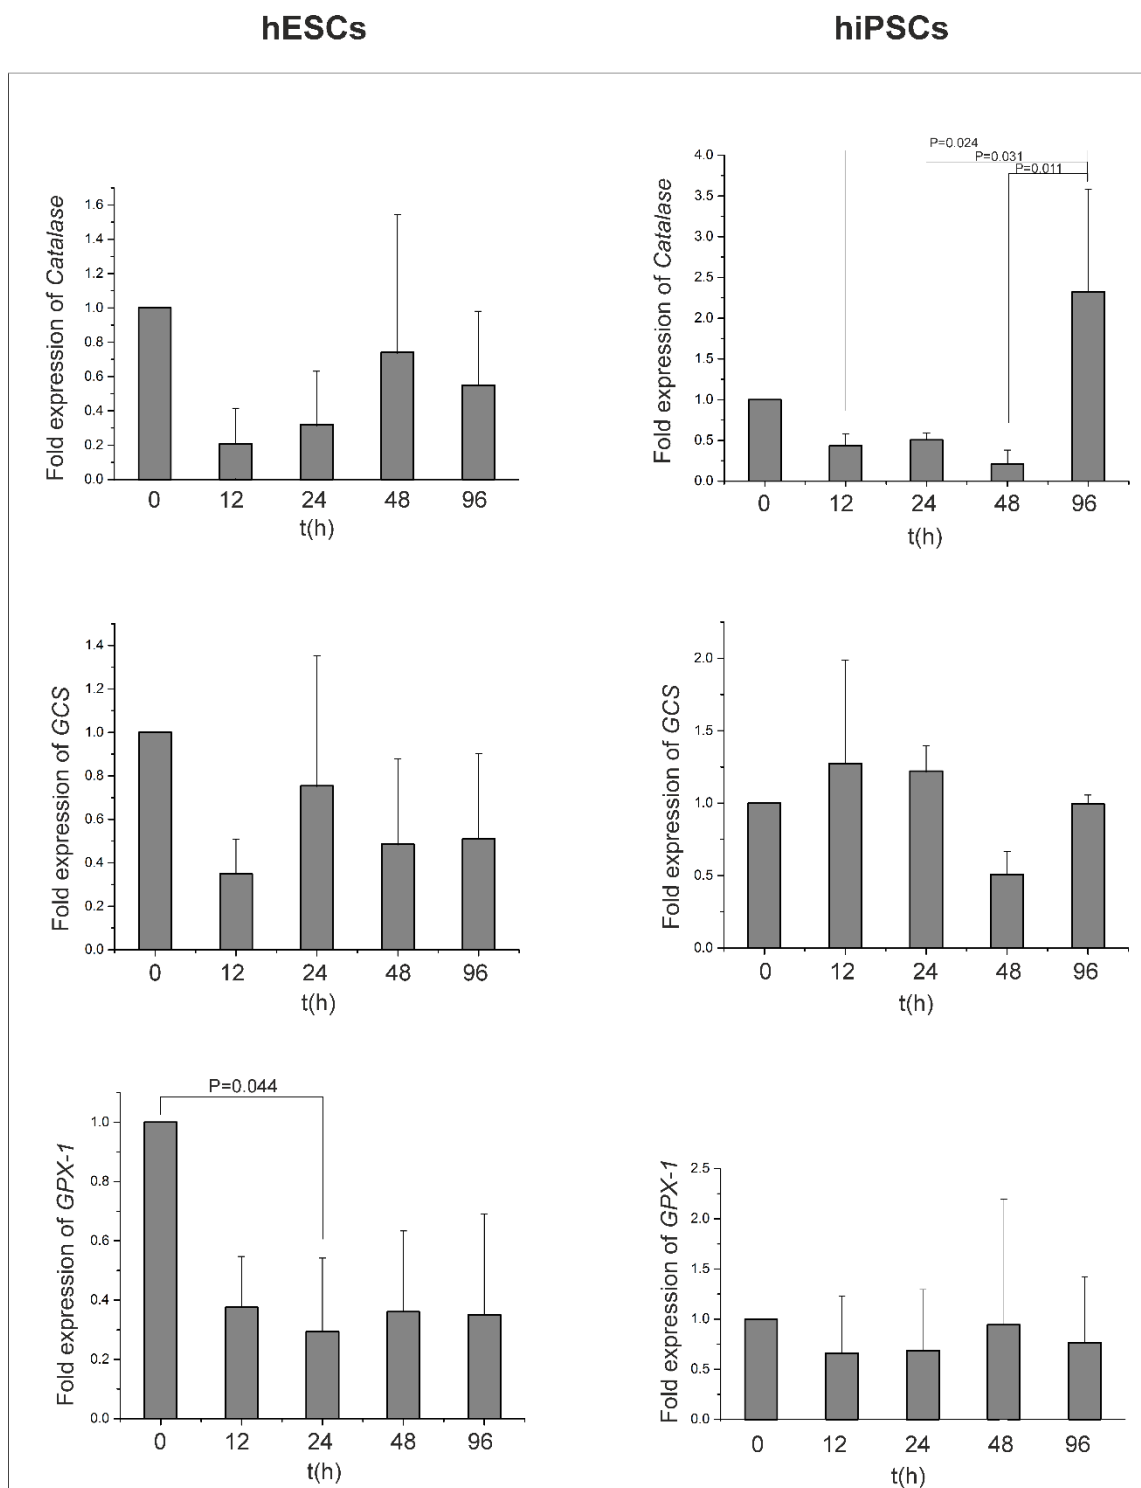 hESCs
hiPSCs
Fold expression of Catalase
1.6
1.4
1.2
1.0
0.8
0.6
0.4
0.2
0.0
0 12 24 48 96
t(h)
P=0.024
P=0.031
P=0.011
Fold expression of Catalase
4.0
3.5
3.0
2.5
2.0
1.5
1.0
0.5
0.0
0 12 24 48 96
t(h)
Fold expression of GCS
1.4
1.2
1.0
0.8
0.6
0.4
0.2
0.0
0 12 24 48 96
t(h)
Fold expression of GCS
2.0
1.5
1.0
0.5
0.0
0 12 24 48 96
t(h)
P=0.044
Fold expression of GPX-1
1.0
0.8
0.6
0.4
0.2
0.0
0 12 24 48 96
t(h)
Fold expression of GPX-1
2.5
2.0
1.5
1.0
0.5
0.0
0 12 24 48 96
t(h)